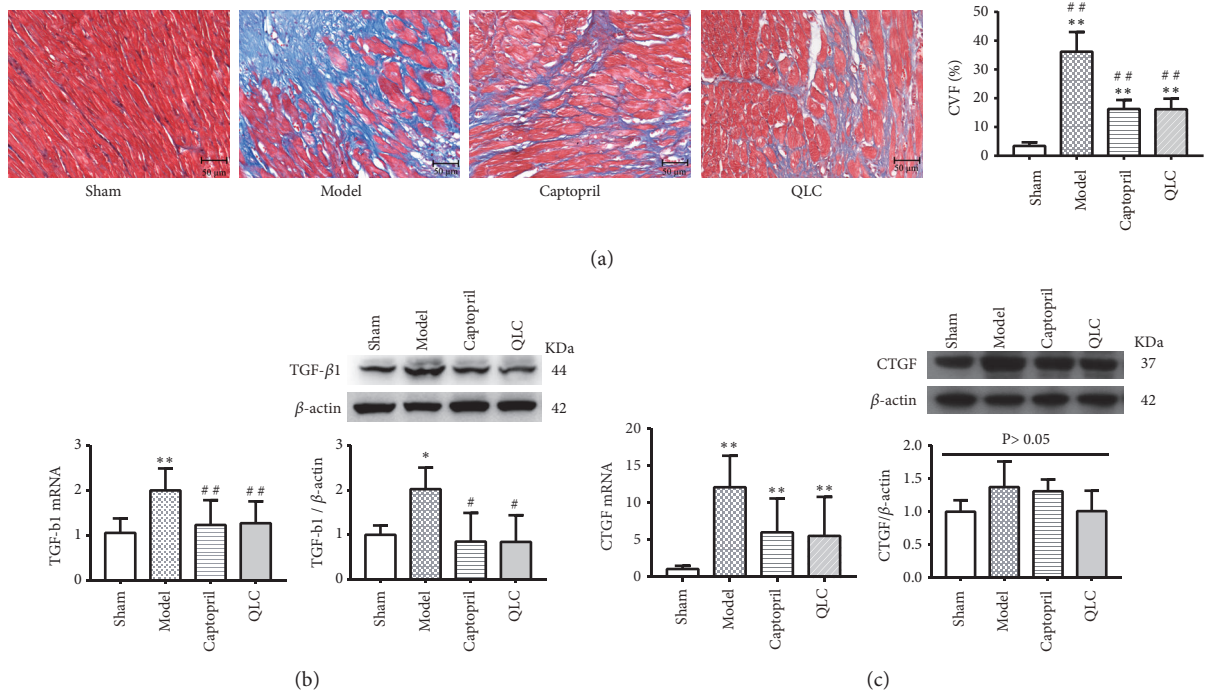 50 μm
50 μm
50 μm
50 μm
Sham
Model
Captopril
QLC
CVF (%)
50
40
30
20
10
0
# #
**
# #
**
# #
**
Sham
Model
Captopril
QLC
(a)
Sham
Model
Captopril
QLC
KDa
TGF-β1
44
β-actin
42
TGF-b1 mRNA
3
2
1
0
**
# #
# #
Sham
Model
Captopril
QLC
TGF-b1 / β-actin
3
2
1
0
*
#
#
Sham
Model
Captopril
QLC
(b)
Sham
Model
Captopril
QLC
KDa
CTGF
37
β-actin
42
CTGF mRNA
20
15
10
5
0
**
**
**
Sham
Model
Captopril
QLC
CTGF/β-actin
2.0
1.5
1.0
0.5
0.0
P> 0.05
Sham
Model
Captopril
QLC
(c)